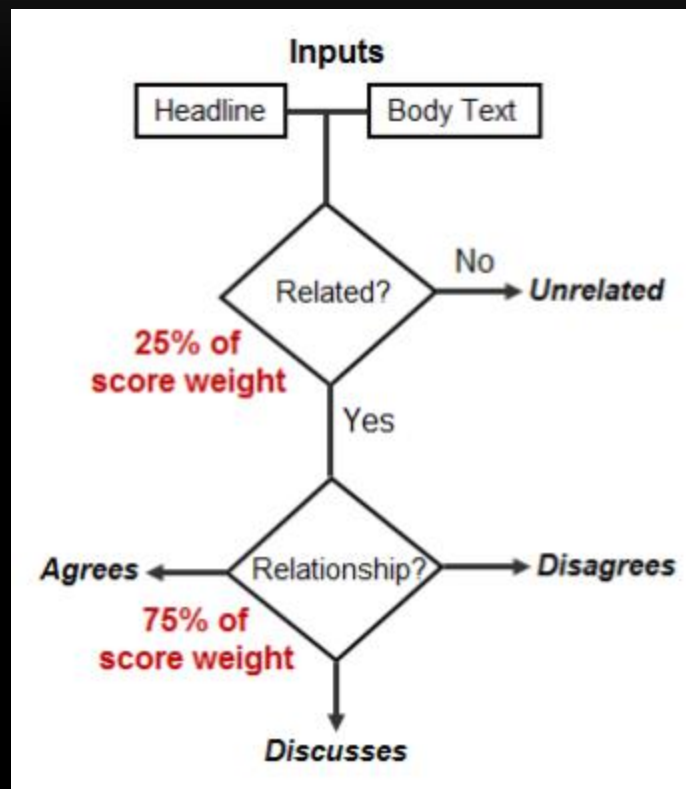 Inputs
Headline
Body Text
Related?
No
Unrelated
25% of
score weight
Yes
Agrees
Relationship?
Disagrees
75% of
score weight
Discusses